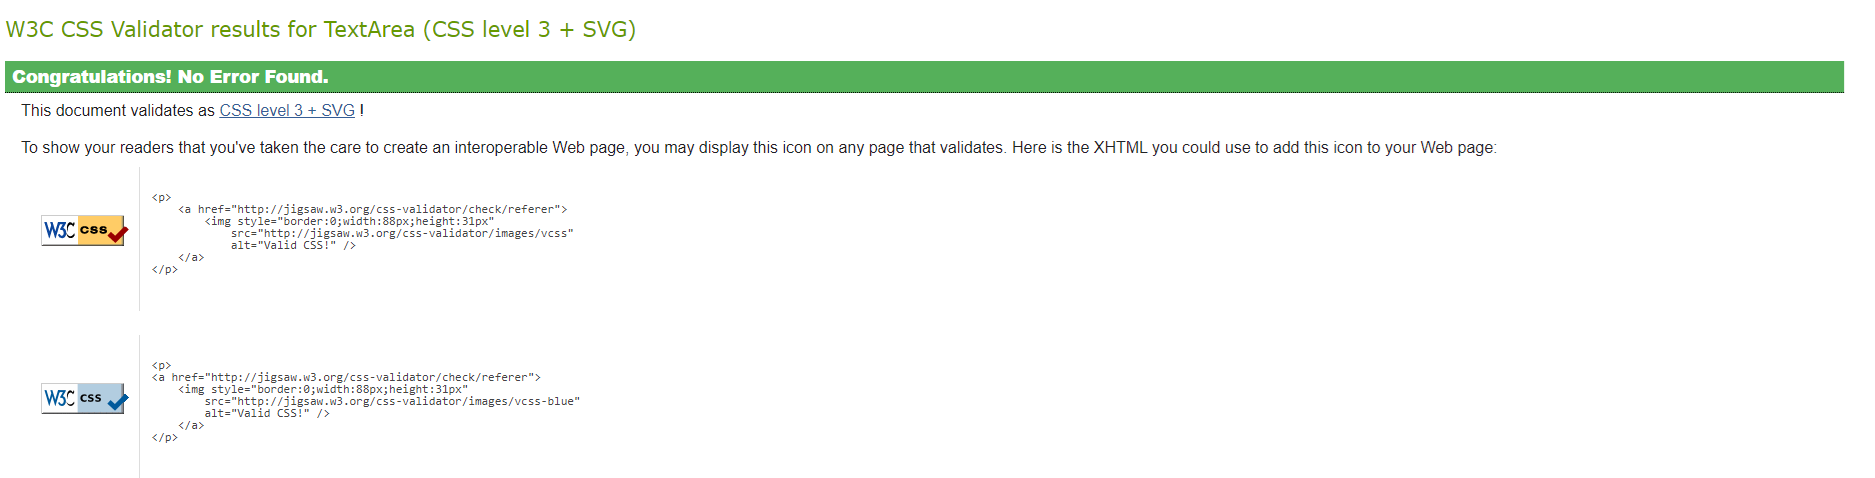 W3C CSS Validator results for TextArea (CSS level 3 + SVG)
Congratulations! No Error Found.
This document validates as CSS level 3 + SVG !
To show your readers that you've taken the care to create an interoperable Web page, you may display this icon on any page that validates. Here is the XHTML you could use to add this icon to your Web page:
W3C css
<p>
<a href="http://jigsaw.w3.org/css-validator/check/referer">
<img style="border:0;width:88px;height:31px"
src="http://jigsaw.w3.org/css-validator/images/vcss"
alt="Valid CSS!" />
</a>
</p>
W3C css
<p>
<a href="http://jigsaw.w3.org/css-validator/check/referer">
<img style="border:0;width:88px;height:31px"
src="http://jigsaw.w3.org/css-validator/images/vcss-blue"
alt="Valid CSS!" />
</a>
</p>